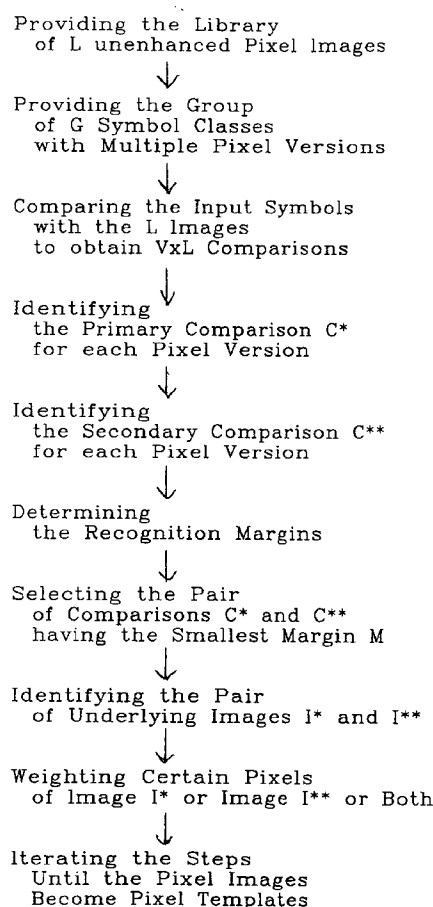 Providing the Library
of L unenhanced Pixel Images
Providing the Group
of G Symbol Classes
with Multiple Pixel Versions
Comparing the Input Symbols
with the L Images
to obtain VxL Comparisons
Identifying
the Primary Comparison C*
for each Pixel Version
Identifying
the Secondary Comparison C**
for each Pixel Version
Determining
the Recognition Margins
Selecting the Pair
of Comparisons C* and C**
having the Smallest Margin M
Identifying the Pair
of Underlying Images I* and I**
Weighting Certain Pixels
of Image I* or Image I** or Both
Iterating the Steps
Until the Pixel Images
Become Pixel Templates